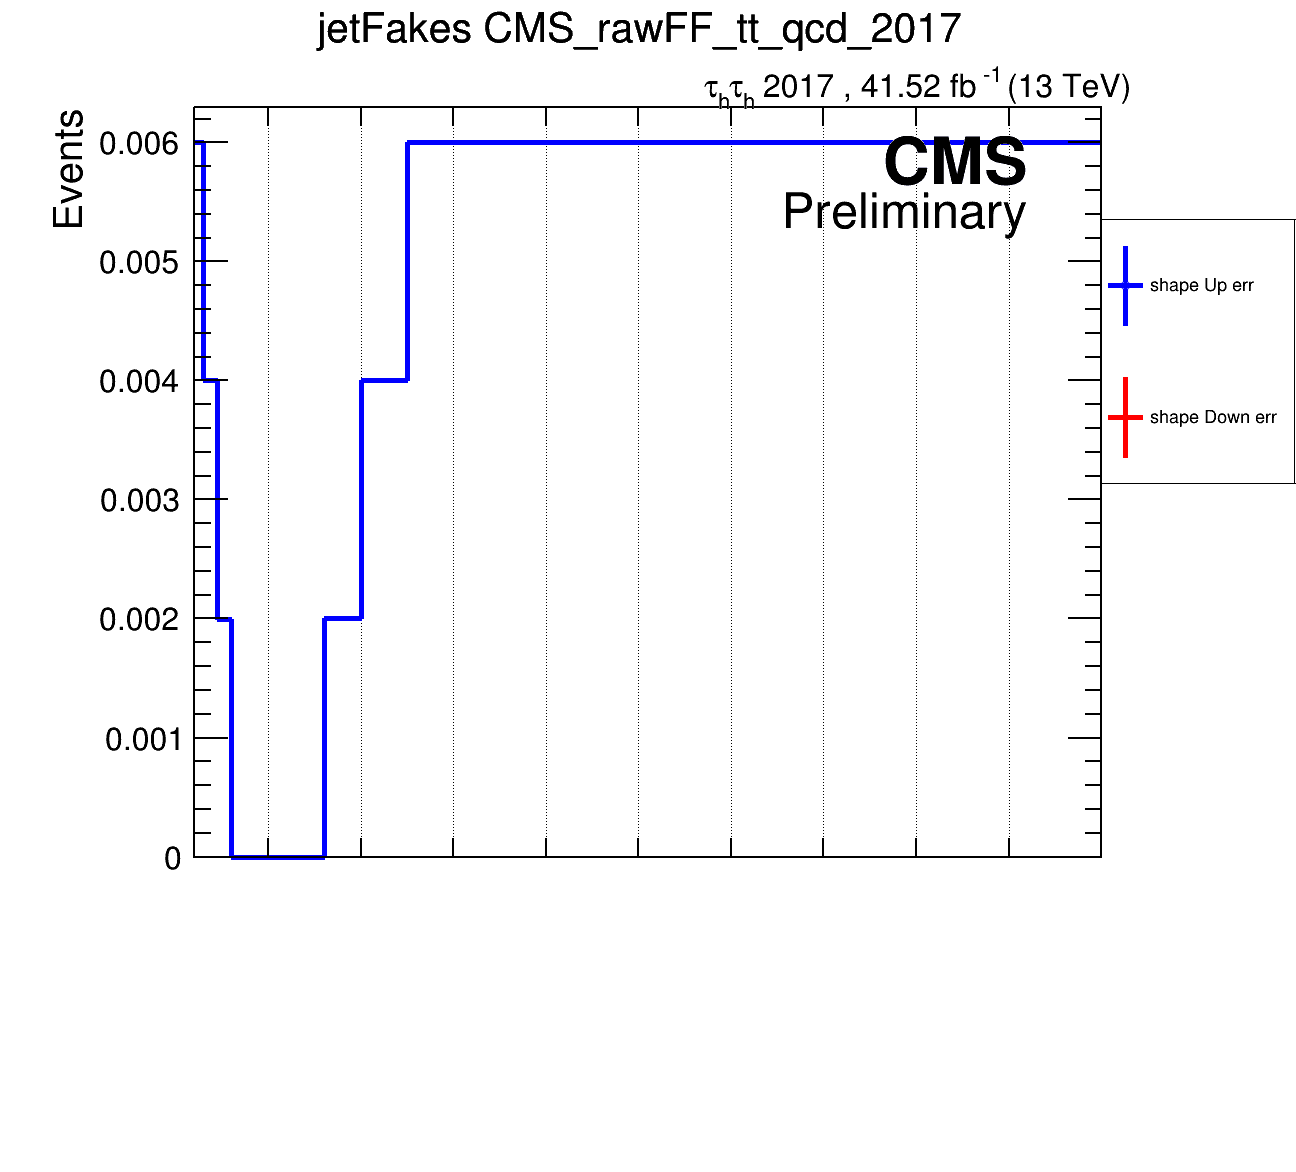 jetFakes CMS_rawFF_tt_qcd_2017
τhτh 2017 , 41.52 fb -1 (13 TeV)
Events
0.006
0.005
0.004
0.003
0.002
0.001
0
CMS
Preliminary
shape Up err
shape Down err